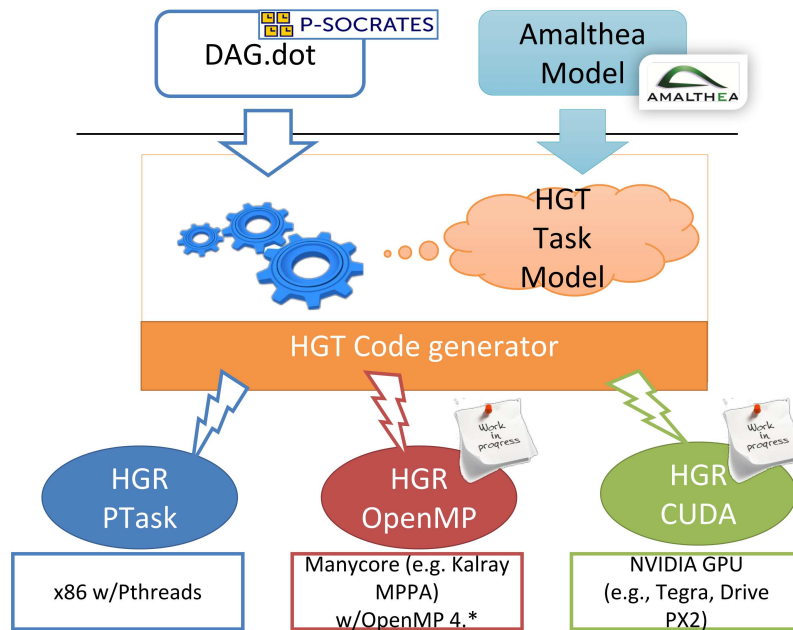 P-SOCRATES
DAG.dot
Amalthea
Model
AMALTHEA
HGT
Task
Model
HGT Code generator
Work
in
progress
Work
in
progress
HGR
PTask
HGR
OpenMP
HGR
CUDA
x86 w/Pthreads
Manycore (e.g. Kalray
MPPA)
w/OpenMP 4.*
NVIDIA GPU
(e.g., Tegra, Drive
PX2)